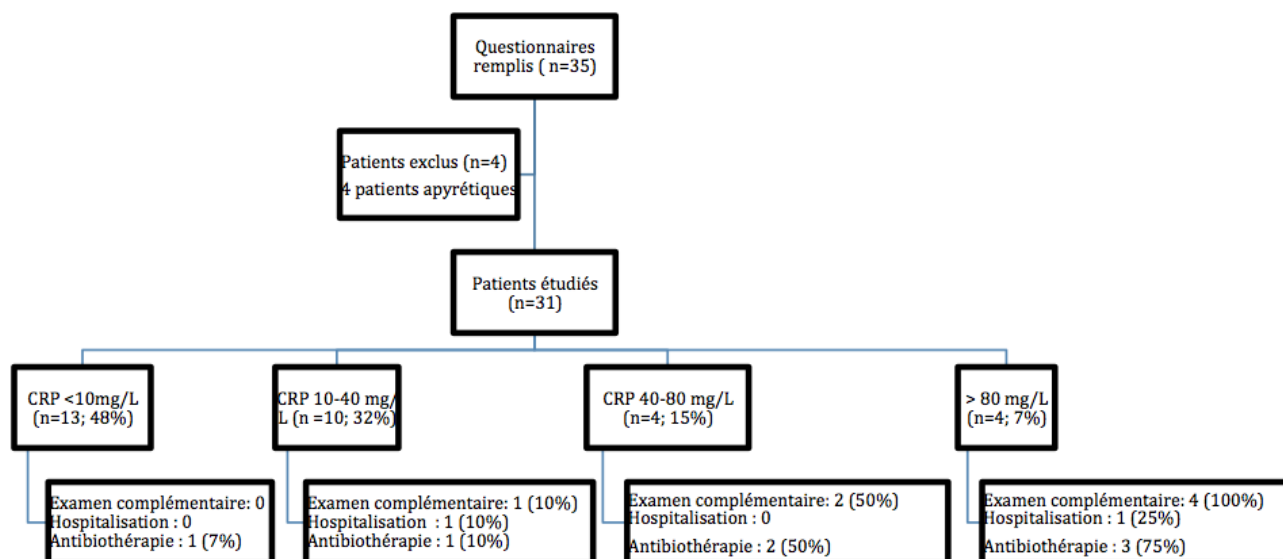 Questionnaires
remplis ( n=35)
Patients exclus (n=4)
4 patients apyrétiques
Patients étudiés
(n=31)
CRP <10mg/L
(n=13; 48%)
CRP 10-40 mg/
L (n =10; 32%)
CRP 40-80 mg/L
(n=4; 15%)
> 80 mg/L
(n=4; 7%)
Examen complémentaire: 0
Hospitalisation : 0
Antibiothérapie : 1 (7%)
Examen complémentaire: 1 (10%)
Hospitalisation : 1 (10%)
Antibiothérapie : 1 (10%)
Examen complémentaire: 2 (50%)
Hospitalisation : 0
Antibiothérapie : 2 (50%)
Examen complémentaire: 4 (100%)
Hospitalisation : 1 (25%)
Antibiothérapie : 3 (75%)